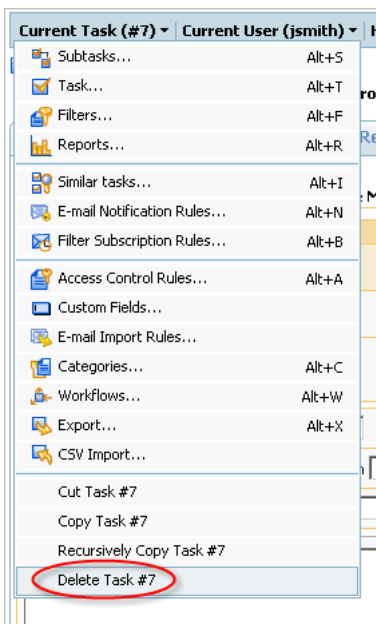 Current Task (#7) Current User (jsmith)
Subtasks... Alt+S
Task... Alt+T
Filters... Alt+F
Reports... Alt+R
Similar tasks... Alt+I
E-mail Notification Rules... Alt+N
Filter Subscription Rules... Alt+B
Access Control Rules... Alt+A
Custom Fields...
E-mail Import Rules...
Categories... Alt+C
Workflows... Alt+W
Export... Alt+X
CSV Import...
Cut Task #7
Copy Task #7
Recursively Copy Task #7
Delete Task #7